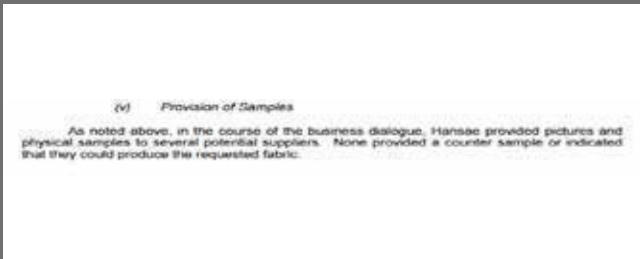 (v) Provision of Samples
As noted above, in the course of the business dialogue, Hansae provided pictures and
physical samples to several potential suppliers. None provided a counter sample or indicated
that they could produce the requested fabric.